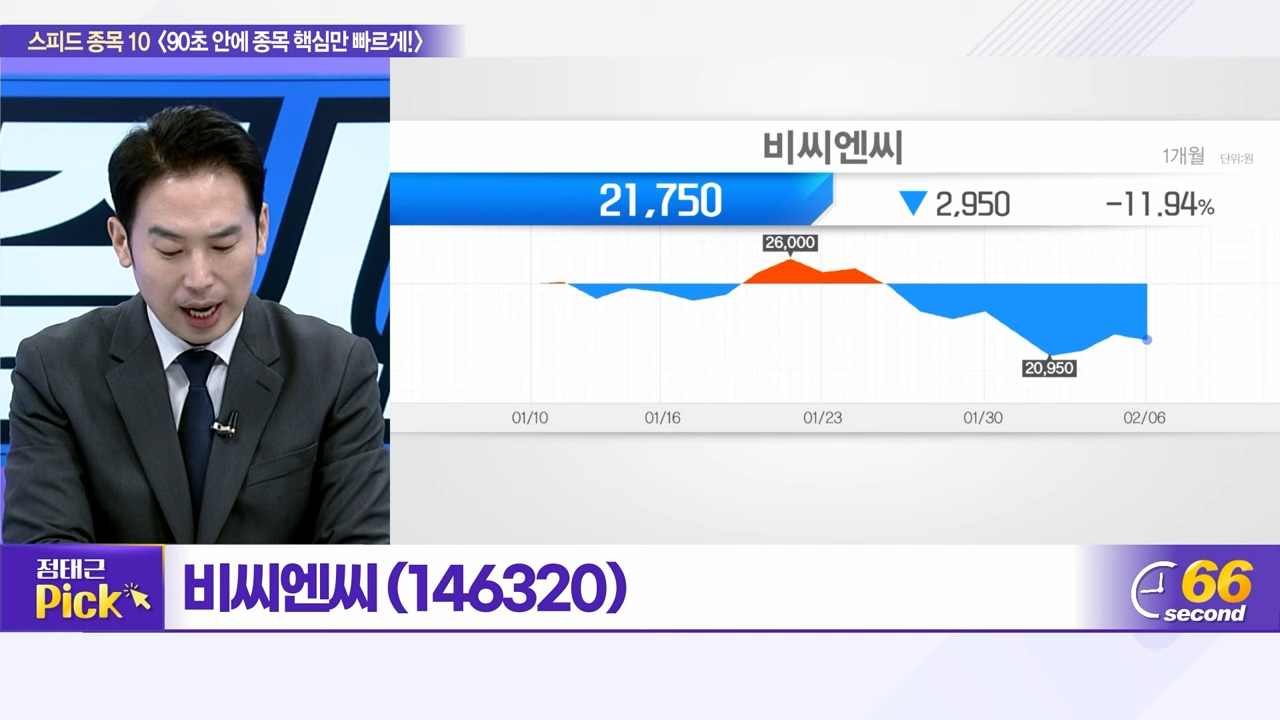 스피드 종목 10 〈90초 안에 종목 핵심만 빠르게!〉
비씨엔씨
1개월 단위:원
21,750 ▼ 2,950 -11.94%
26,000
20,950
01/10 01/16 01/23 01/30 02/06
정태근
Pick
비씨엔씨 (146320)
66
second